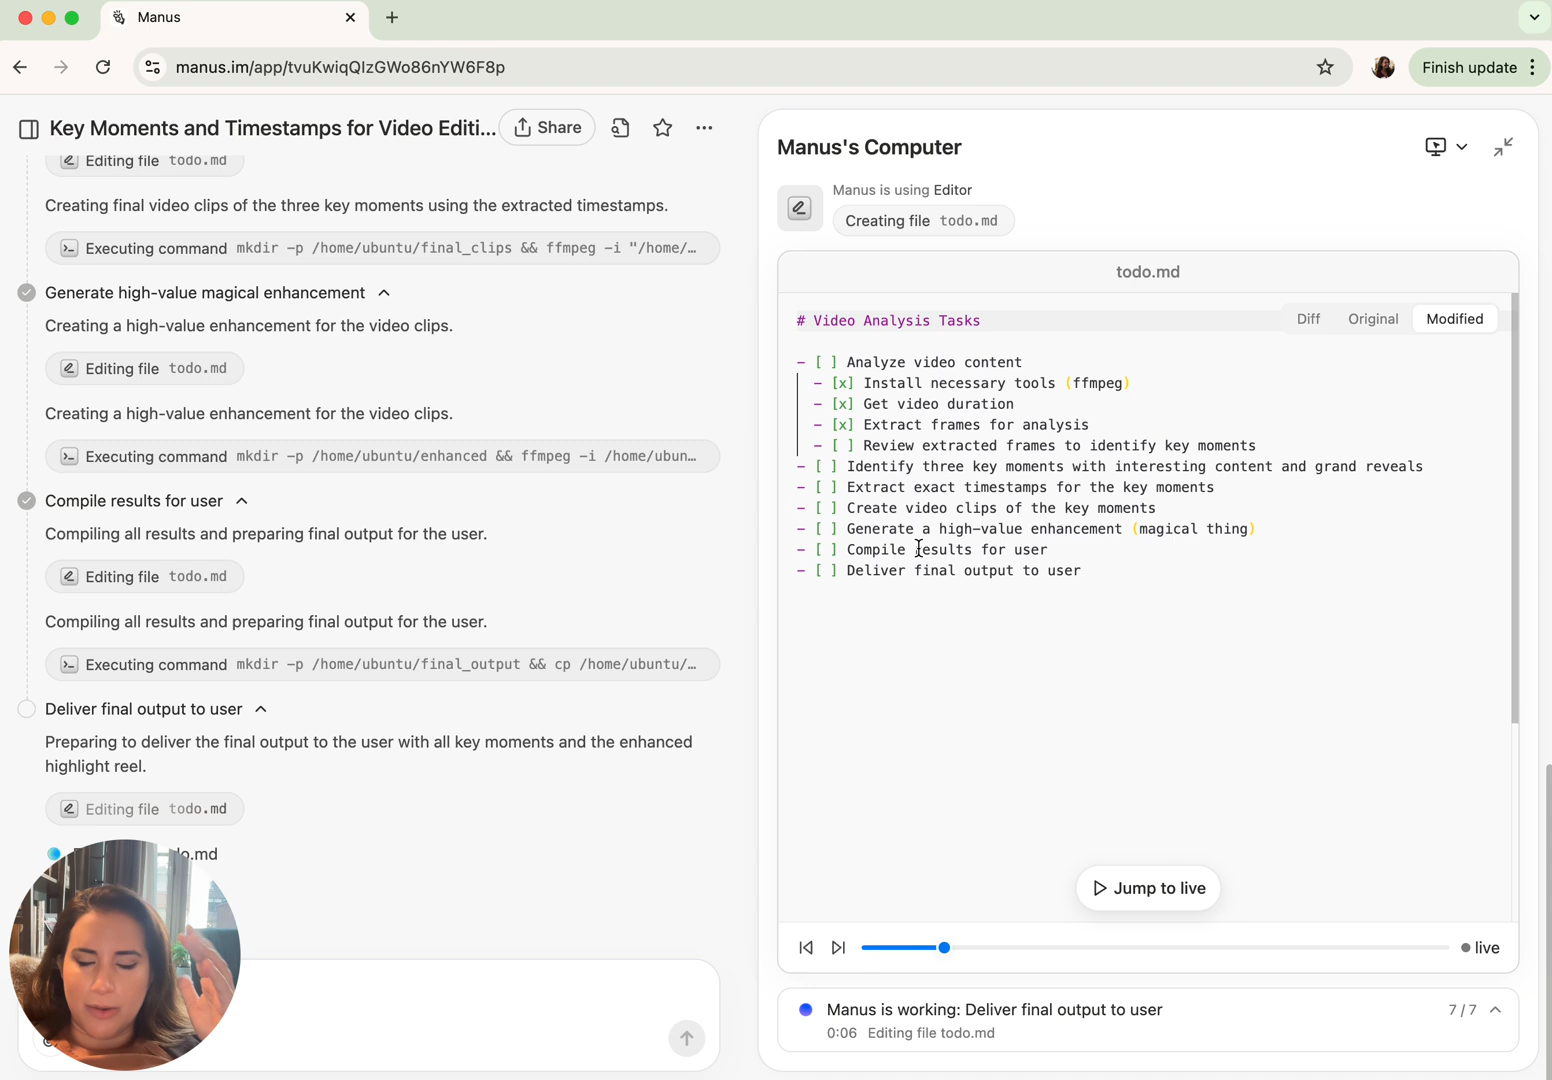 Manus
manus.im/app/tvuKwiqQIzGWo86nYW6F8p
Finish update
Key Moments and Timestamps for Video Editi...
Share
Editing file todo.md
Creating final video clips of the three key moments using the extracted timestamps.
Executing command mkdir -p /home/ubuntu/final_clips && ffmpeg -i "/home/…
Generate high-value magical enhancement
Creating a high-value enhancement for the video clips.
Editing file todo.md
Creating a high-value enhancement for the video clips.
Executing command mkdir -p /home/ubuntu/enhanced && ffmpeg -i /home/ubun…
Compile results for user
Compiling all results and preparing final output for the user.
Editing file todo.md
Compiling all results and preparing final output for the user.
Executing command mkdir -p /home/ubuntu/final_output && cp /home/ubuntu/…
Deliver final output to user
Preparing to deliver the final output to the user with all key moments and the enhanced
highlight reel.
Editing file todo.md
do.md
Manus's Computer
Manus is using Editor
Creating file todo.md
todo.md
Diff Original Modified
# Video Analysis Tasks
- [ ] Analyze video content
- [x] Install necessary tools (ffmpeg)
- [x] Get video duration
- [x] Extract frames for analysis
- [ ] Review extracted frames to identify key moments
- [ ] Identify three key moments with interesting content and grand reveals
- [ ] Extract exact timestamps for the key moments
- [ ] Create video clips of the key moments
- [ ] Generate a high-value enhancement (magical thing)
- [ ] Compile results for user
- [ ] Deliver final output to user
Jump to live
live
Manus is working: Deliver final output to user
7 / 7
0:06 Editing file todo.md